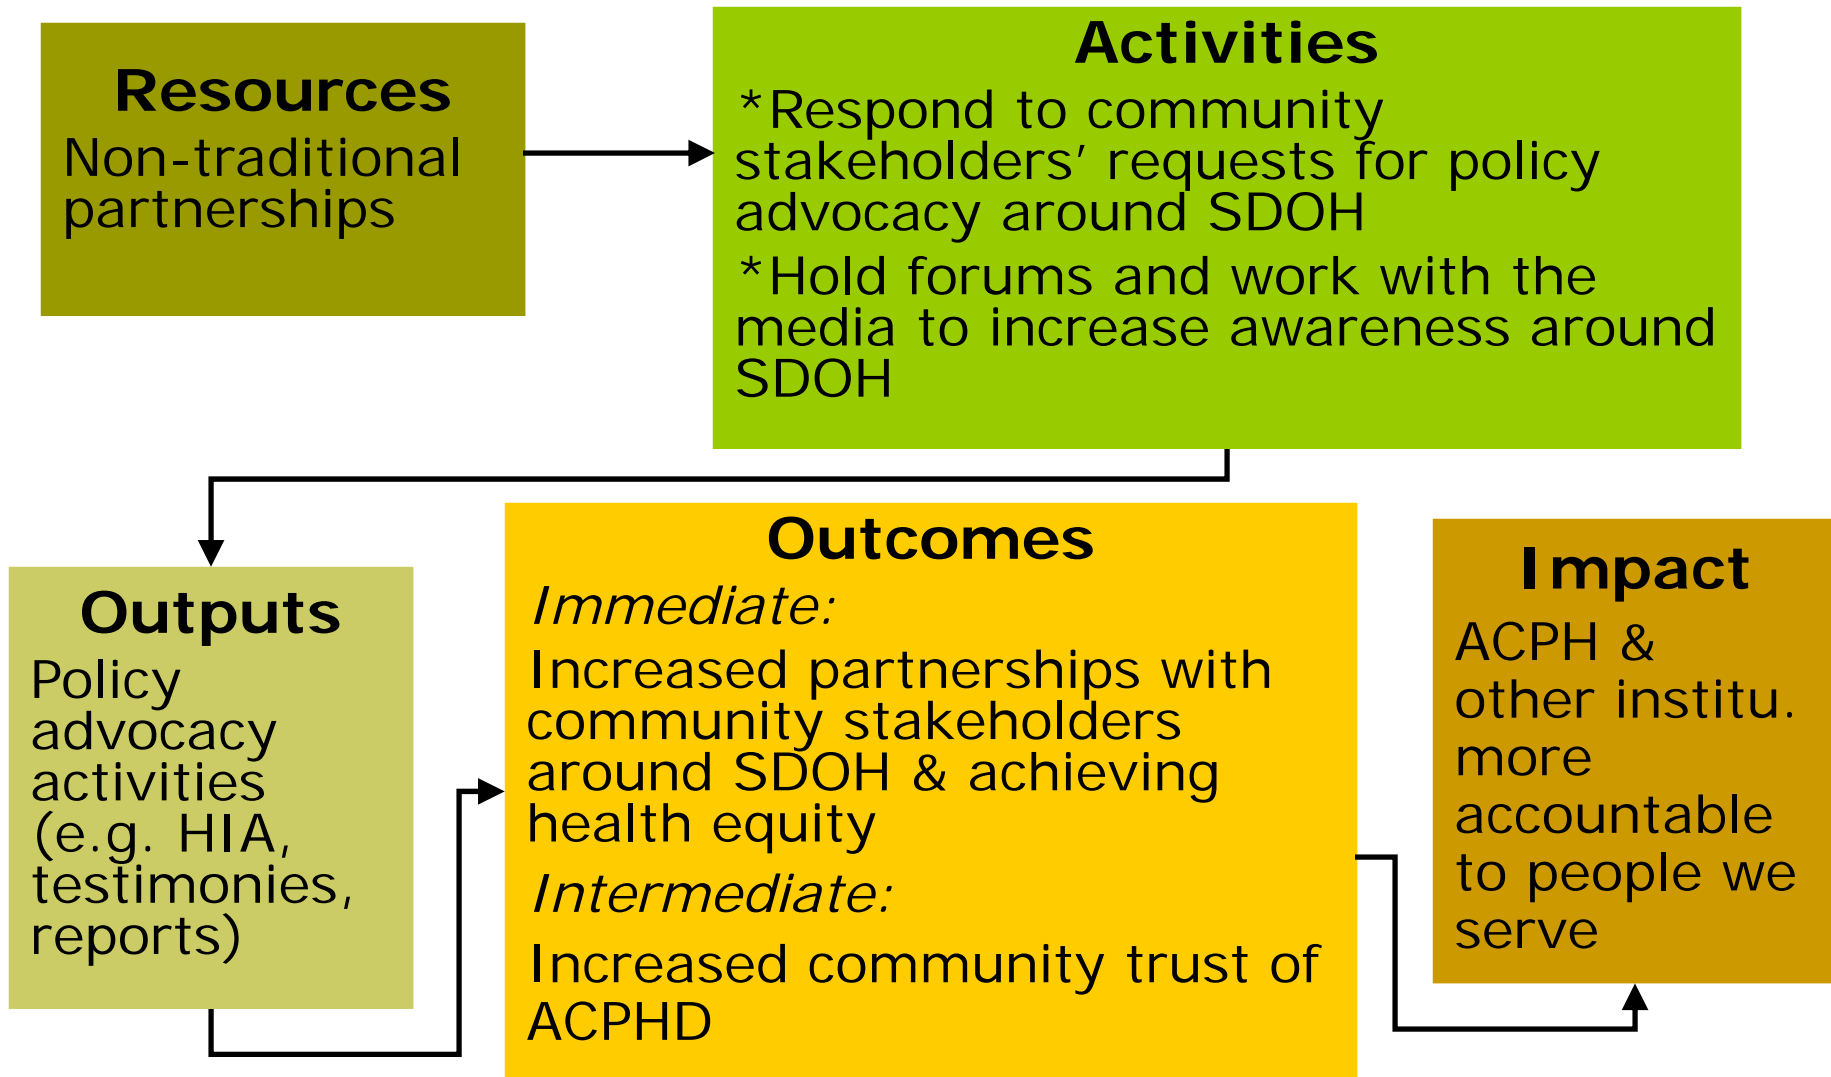 Resources
Non-traditional
partnerships
Activities
*Respond to community
stakeholders’ requests for policy
advocacy around SDOH
*Hold forums and work with the
media to increase awareness around
SDOH
Outputs
Policy
advocacy
activities
(e.g. HIA,
testimonies,
reports)
Outcomes
Immediate:
Increased partnerships with
community stakeholders
around SDOH & achieving
health equity
Intermediate:
Increased community trust of
ACPHD
Impact
ACPH &
other institu.
more
accountable
to people we
serve